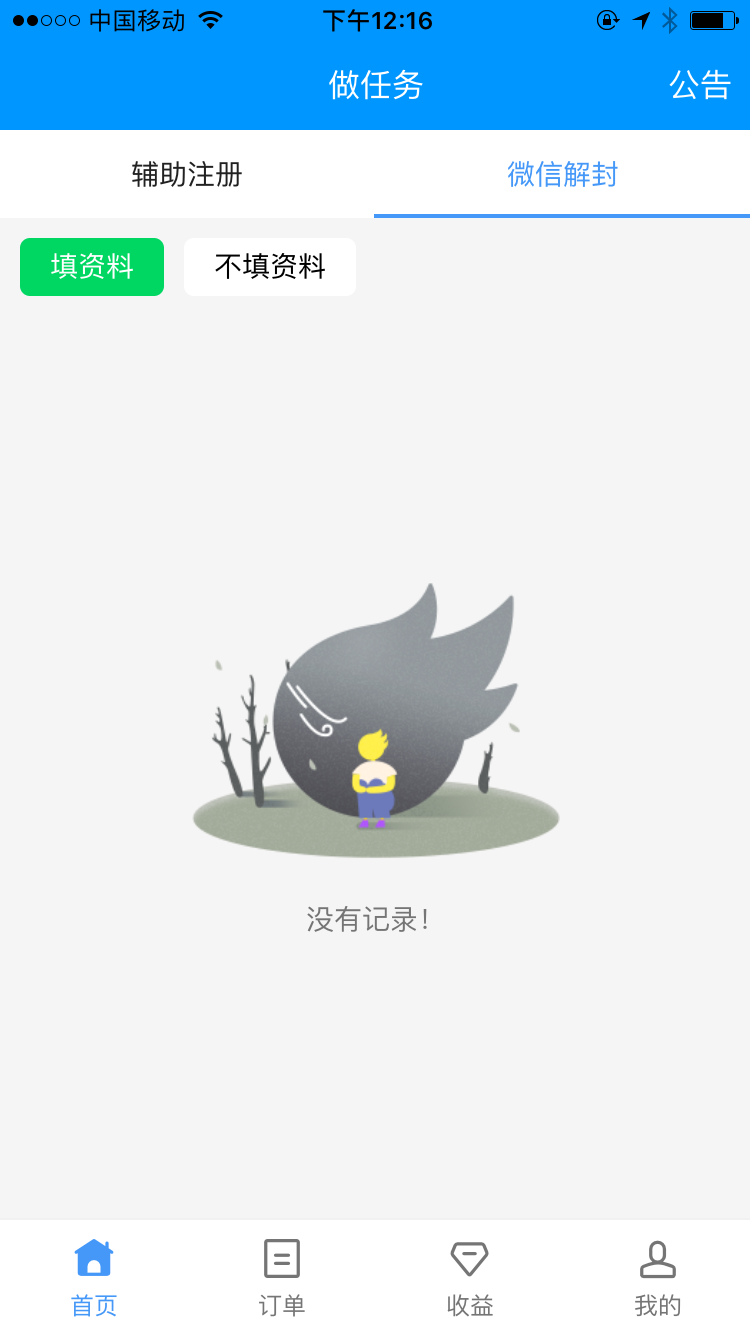 中国移动 下午12:16
做任务 公告
辅助注册 微信解封
填资料 不填资料
没有记录!
首页 订单 收益 我的